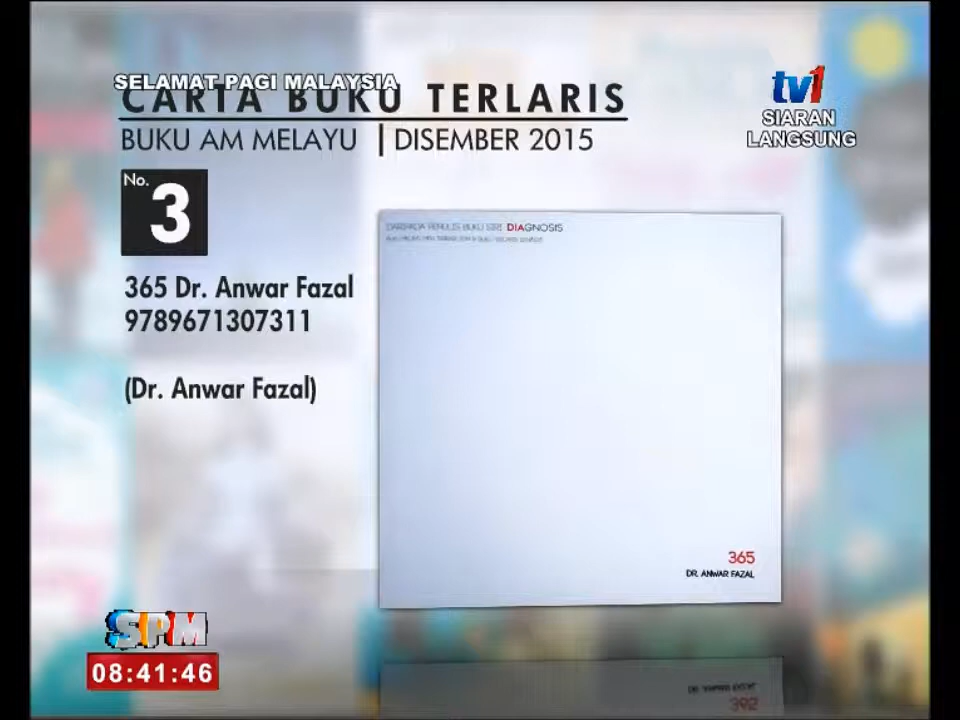 SELAMAT PAGI MALAYSIA
CARTA BUKU TERLARIS
BUKU AM MELAYU | DISEMBER 2015
tv1
SIARAN
LANGSUNG
No.
3
365 Dr. Anwar Fazal
9789671307311
(Dr. Anwar Fazal)
DARIPADA PENULIS BUKU SIRI DIAGNOSIS
365
DR. ANWAR FAZAL
SPM
08:41:46